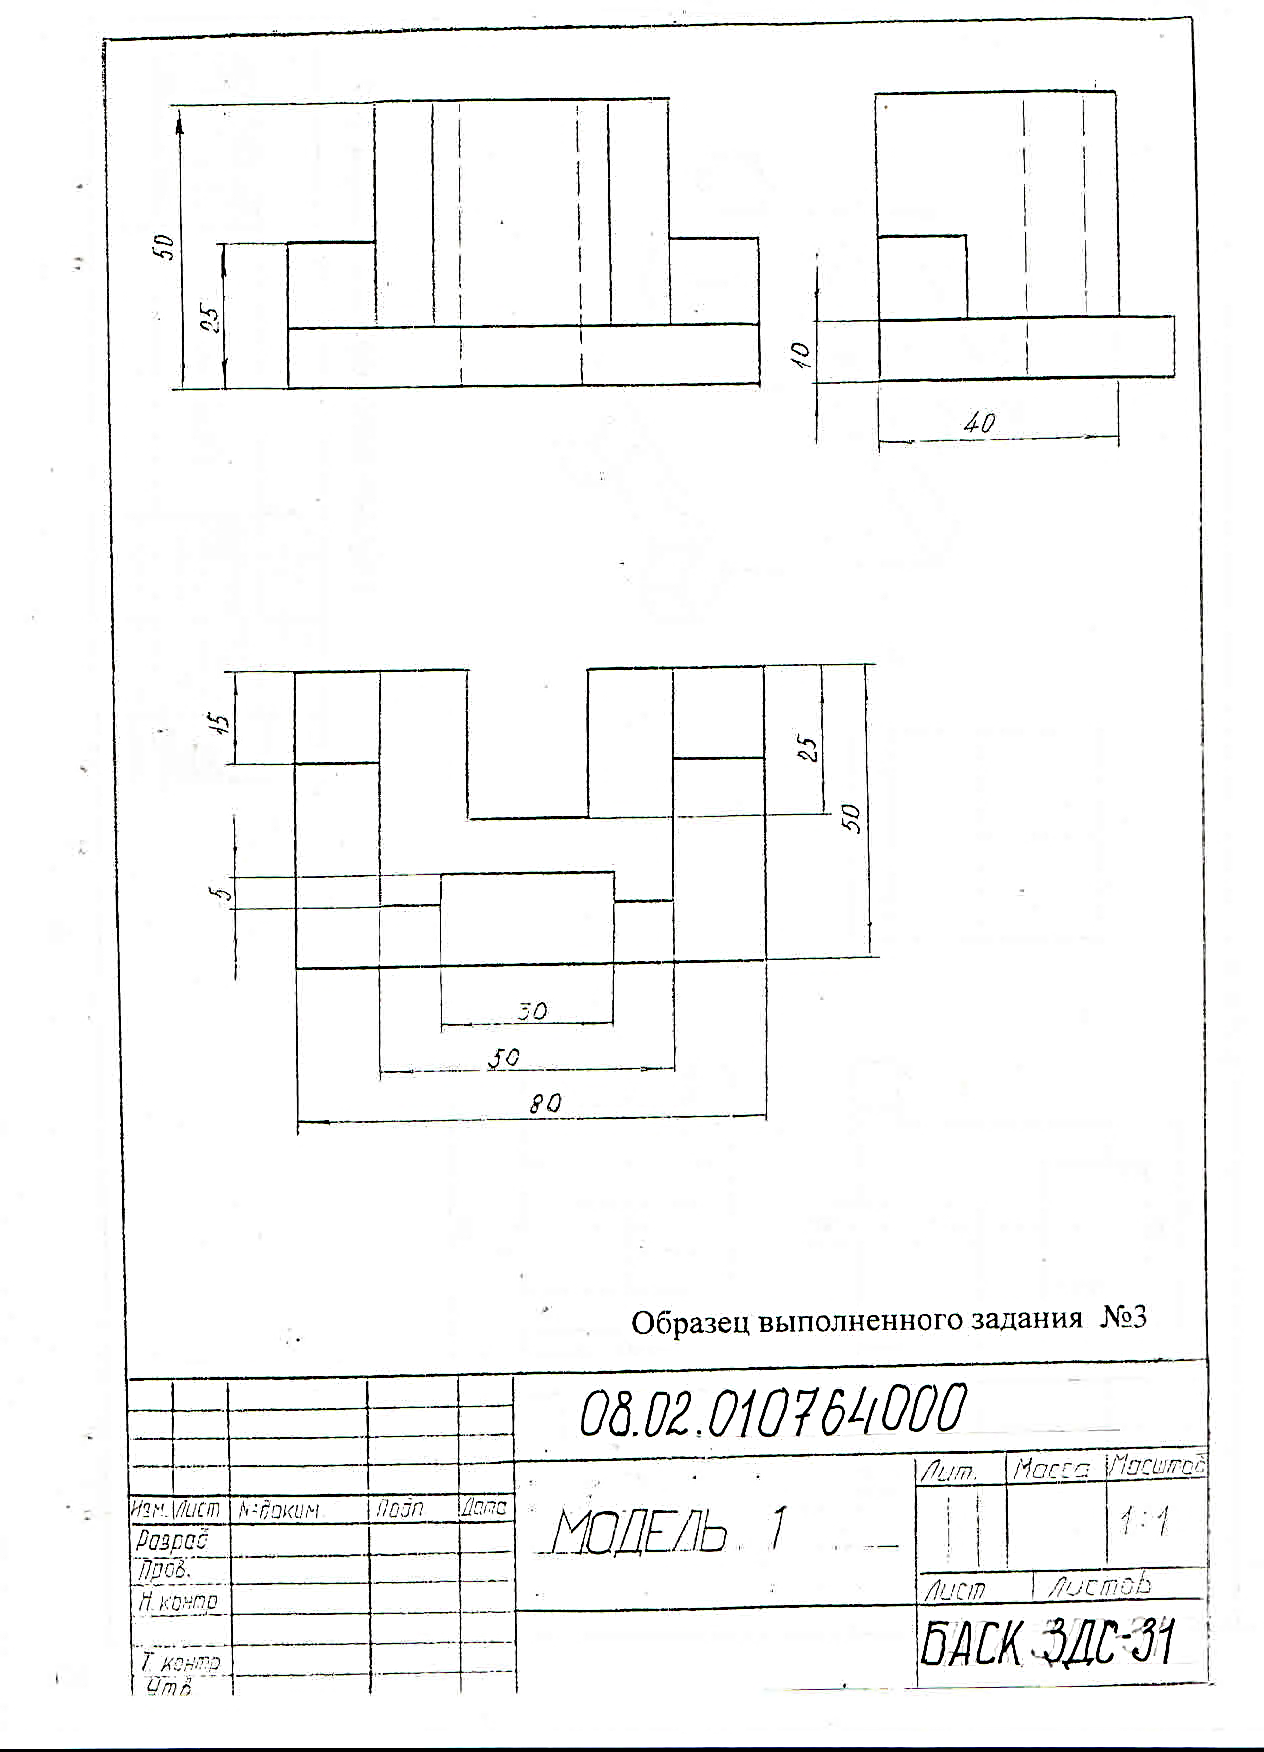 50
25
10
40
15
25
50
5
30
50
80
Образец выполненного задания №3
08.02.010764000
Лит. Масса Масштаб
Изм. Лист №докум. Подп Дата
МОДЕЛЬ 1
1:1
Разраб
Пров.
Лист Листов
Н.контр
БАСК ЗДС-31
Т.контр
Утв